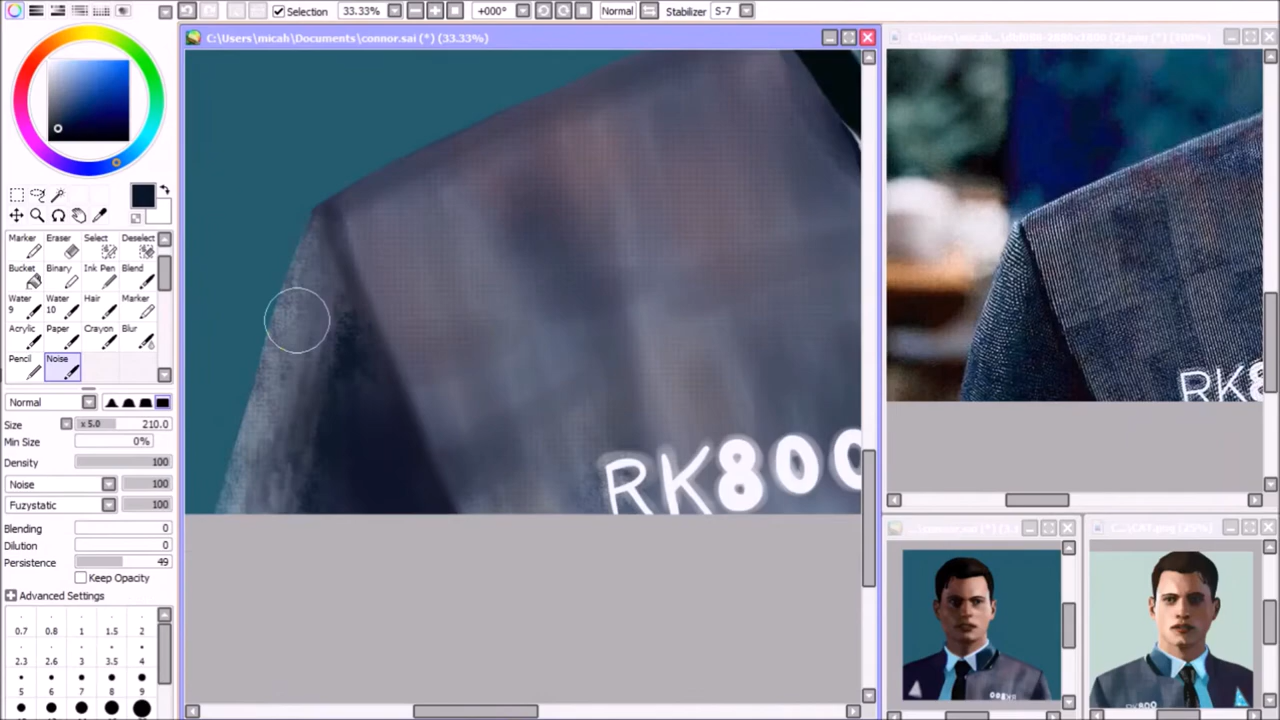 Selection 33.33% +000° Normal Stabilizer S-7
C:\Users\micah\Documents\connor.sai (*) (33.33%)
Marker Eraser Select Deselect
Bucket Binary Ink Pen Blend
Water 9 Water 10 Hair Marker
Acrylic Paper Crayon Blur
Pencil Noise
Normal
Size x 5.0 210.0
Min Size 0%
Density 100
Noise 100
Fuzystatic 100
Blending 0
Dilution 0
Persistence 49
Keep Opacity
Advanced Settings
0.7 0.8 1 1.5 2
2.3 2.6 3 3.5 4
5 6 7 8 9
RK800
RK8
RK800